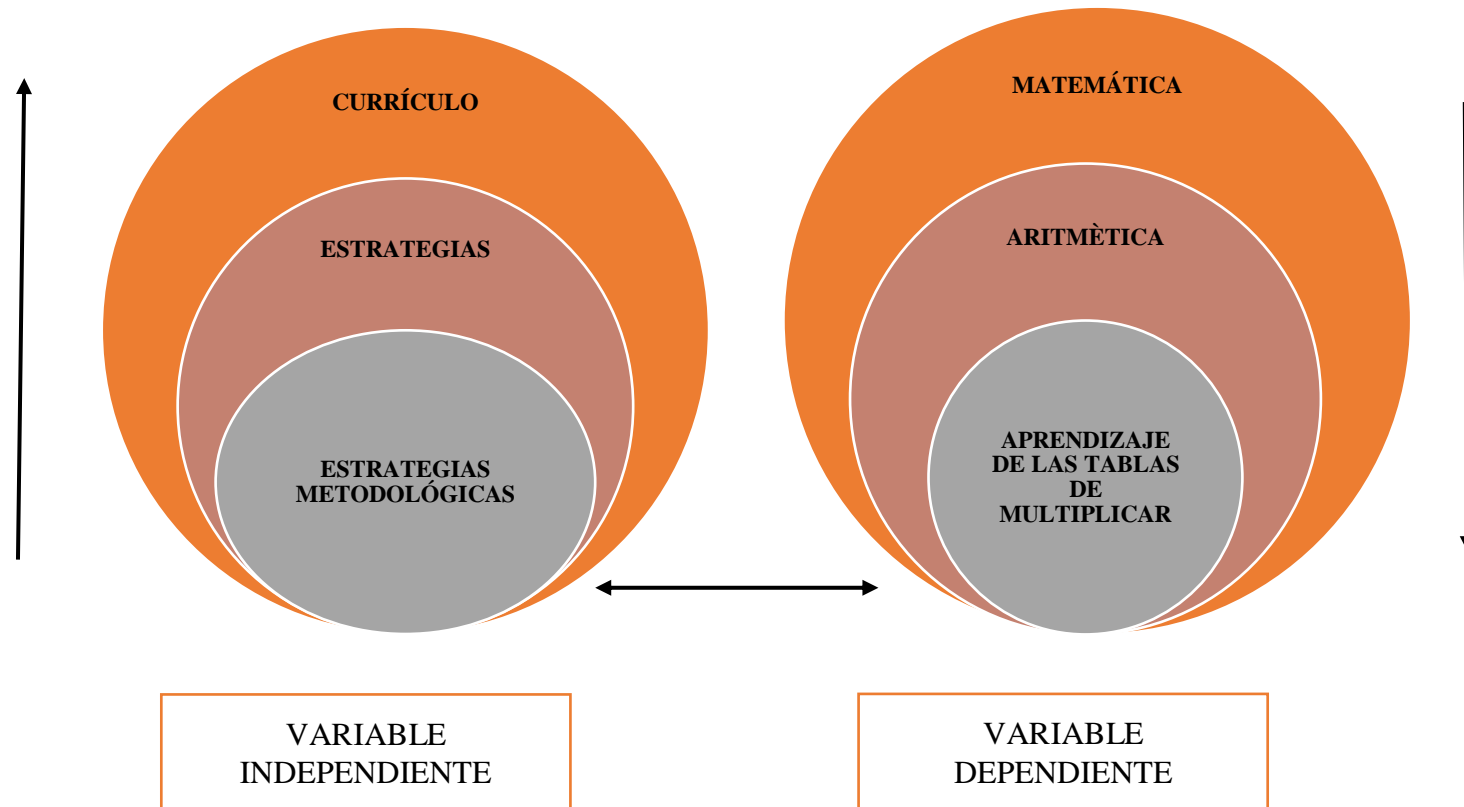 CURRÍCULO
ESTRATEGIAS
ESTRATEGIAS
METODOLÓGICAS
MATEMÁTICA
ARITMÈTICA
APRENDIZAJE
DE LAS TABLAS
DE
MULTIPLICAR
VARIABLE
INDEPENDIENTE
VARIABLE
DEPENDIENTE